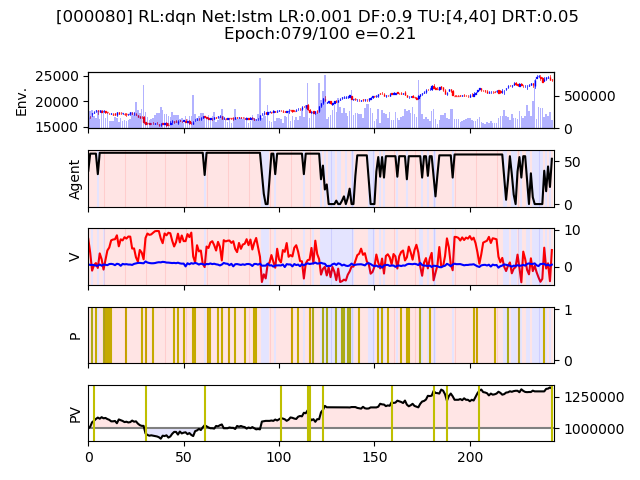 [000080] RL:dqn Net:lstm LR:0.001 DF:0.9 TU:[4,40] DRT:0.05
Epoch:079/100 e=0.21
Env.
25000
20000
15000
500000
0
Agent
50
0
V
10
0
P
1
0
PV
1250000
1000000
0
50
100
150
200